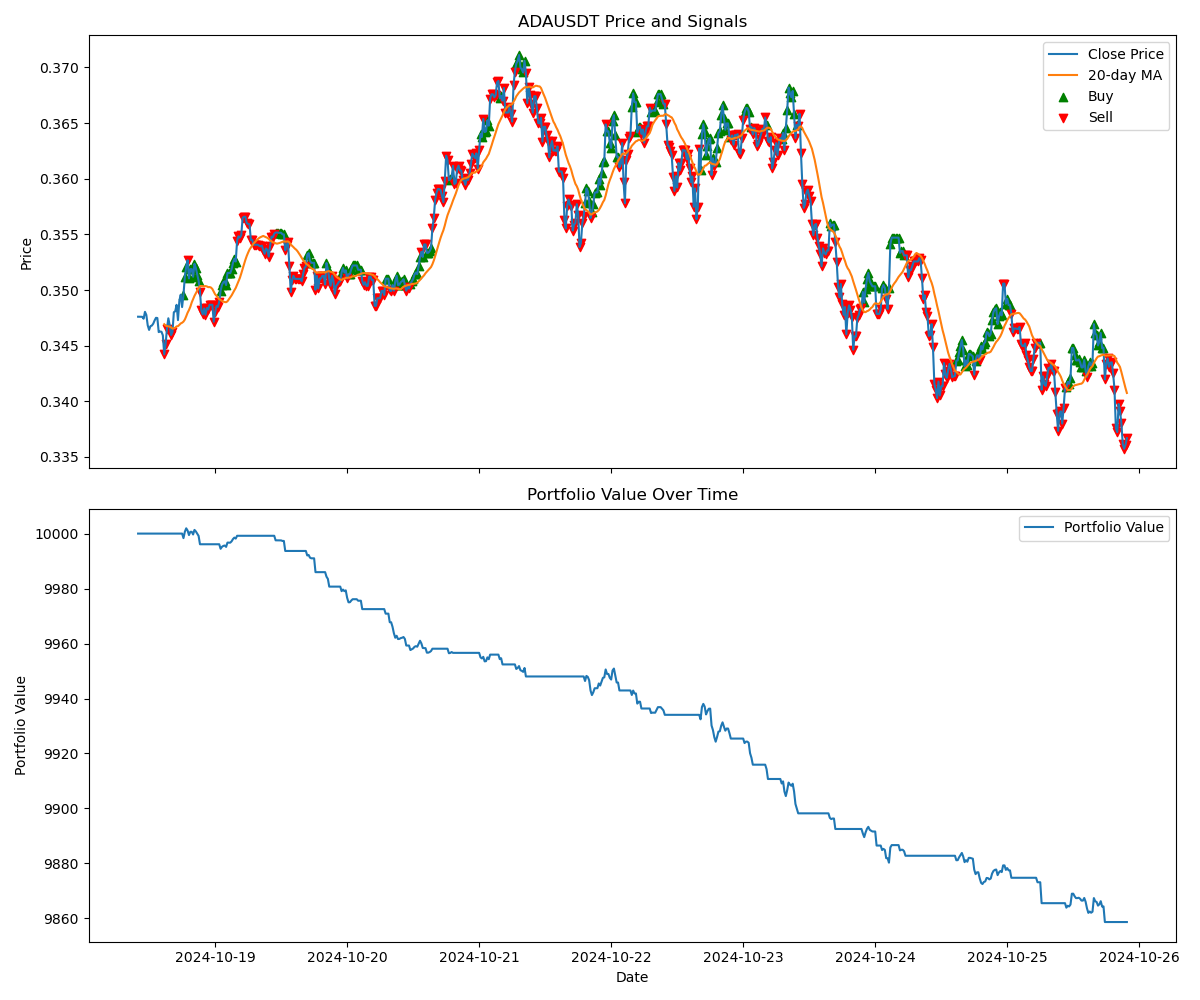 ADAUSDT Price and Signals
Close Price
20-day MA
Buy
Sell
0.370
0.365
0.360
0.355
0.350
0.345
0.340
0.335
Price
Portfolio Value Over Time
Portfolio Value
10000
9980
9960
9940
9920
9900
9880
9860
Portfolio Value
2024-10-19
2024-10-20
2024-10-21
2024-10-22
2024-10-23
2024-10-24
2024-10-25
2024-10-26
Date